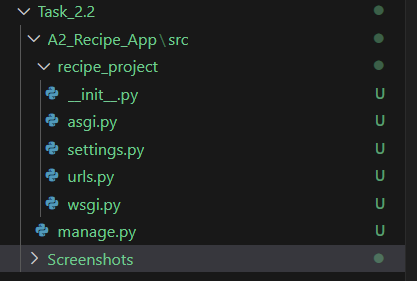 Task_2.2
A2_Recipe_App\src
recipe_project
__init__.py U
asgi.py U
settings.py U
urls.py U
wsgi.py U
manage.py U
Screenshots